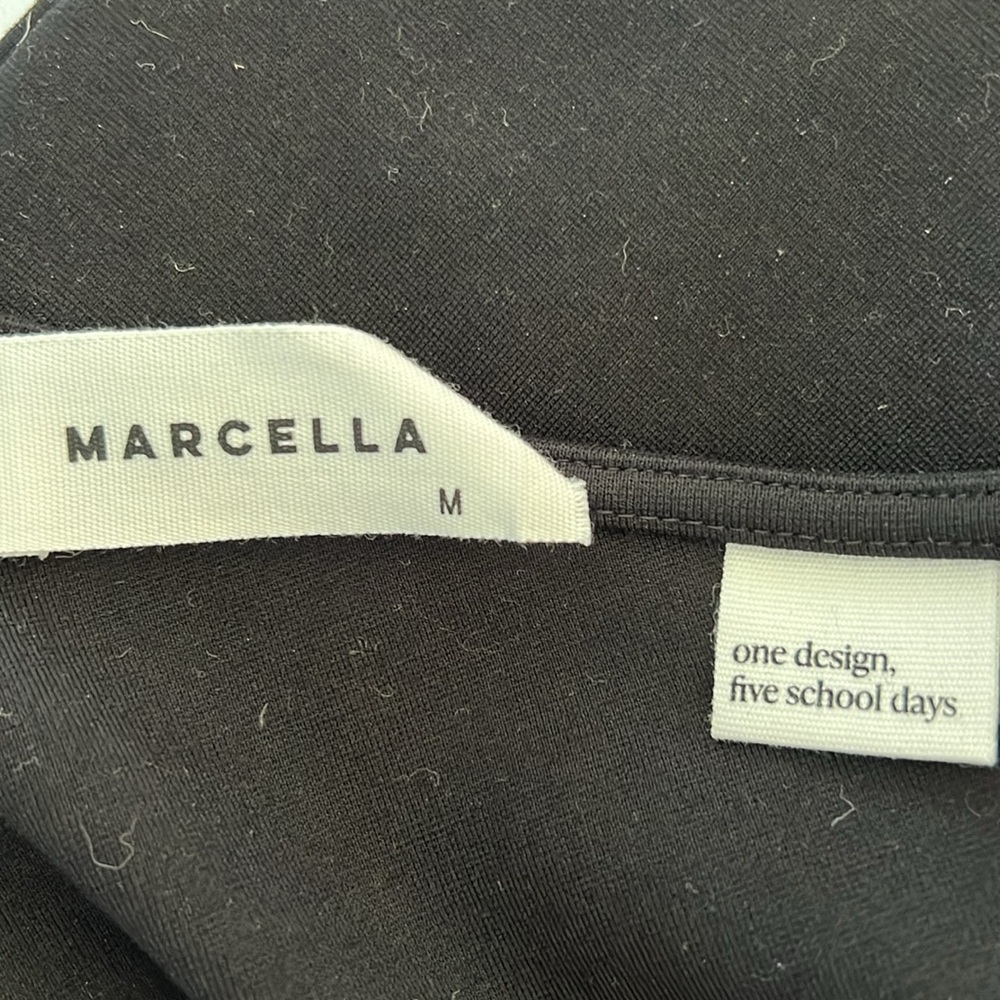 MARCELLA
M
one design,
five school days